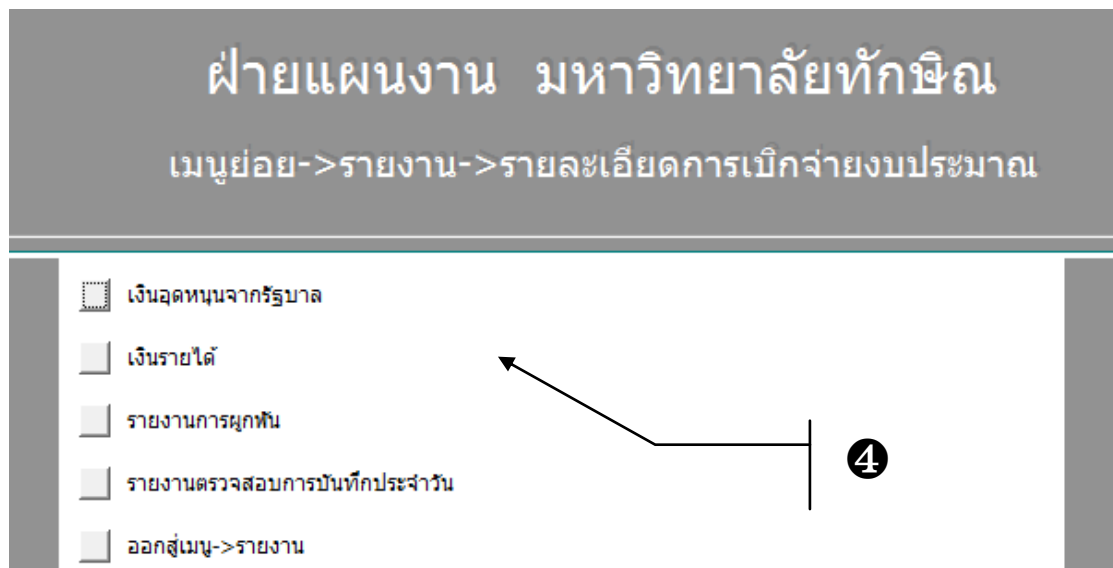 ฝ่ายแผนงาน มหาวิทยาลัยทักษิณ
เมนูย่อย->รายงาน->รายละเอียดการเบิกจ่ายงบประมาณ
เงินอุดหนุนจากรัฐบาล
เงินรายได้
รายงานการผูกพัน
❹
รายงานตรวจสอบการบันทึกประจำวัน
ออกสู่เมนู->รายงาน